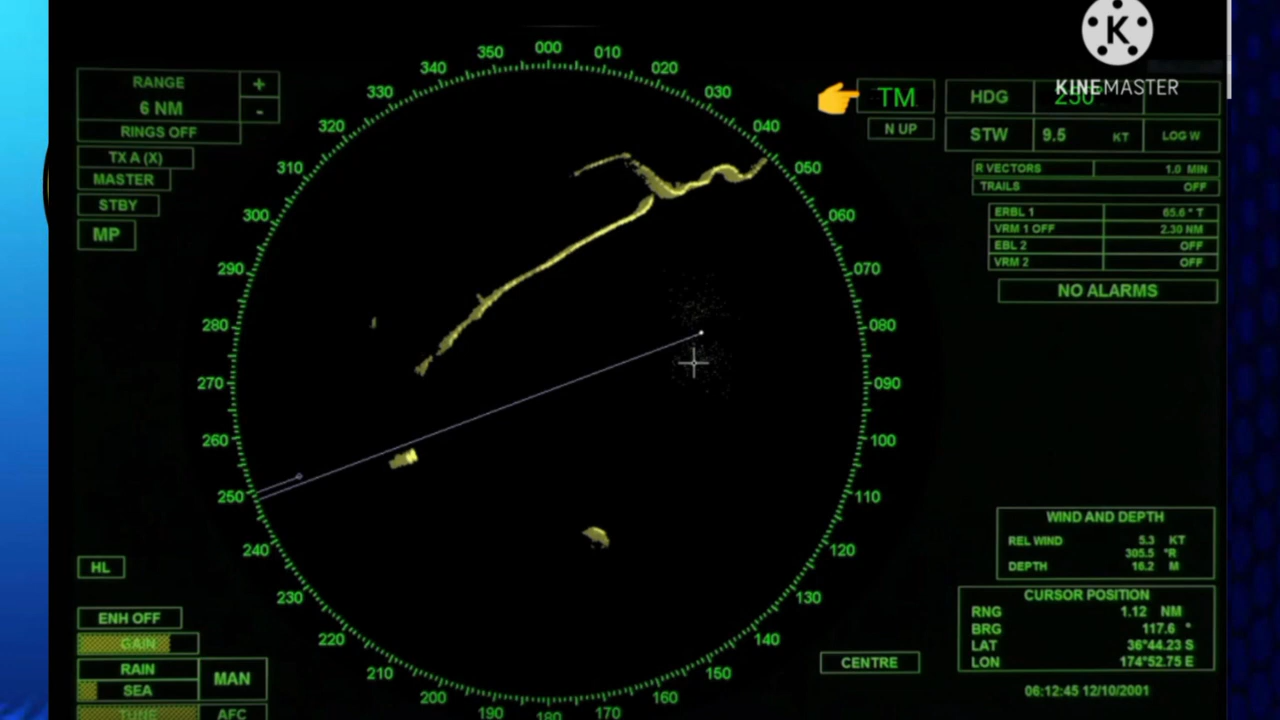 RANGE
+
6 NM
-
RINGS OFF
TX A (X)
MASTER
STBY
MP
HL
ENH OFF
GAIN
RAIN
SEA
MAN
TUNE
AFC
000
010
020
030
040
050
060
070
080
090
100
110
120
130
140
150
160
170
180
190
200
210
220
230
240
250
260
270
280
290
300
310
320
330
340
350
K
KINEMASTER
TM
N UP
HDG
STW 9.5 KT LOG W
R VECTORS 1.0 MIN
TRAILS OFF
ERBL 1 65.6° T
VRM 1 OFF 2.30 NM
EBL 2 OFF
VRM 2 OFF
NO ALARMS
WIND AND DEPTH
REL WIND 5.3 KT
305.5 °R
DEPTH 16.2 M
CURSOR POSITION
RNG 1.12 NM
BRG 117.6 °
LAT 36°44.23 S
LON 174°52.75 E
CENTRE
06:12:45 12/10/2001